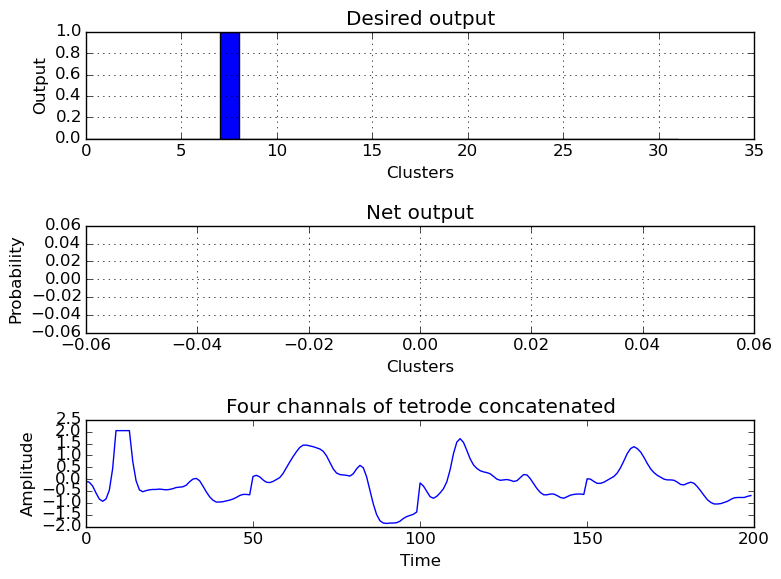 Desired output
1.0
0.8
0.6
0.4
0.2
0.0
Output
0 5 10 15 20 25 30 35
Clusters
Net output
0.06
0.04
0.02
0.00
−0.02
−0.04
−0.06
Probability
−0.06 −0.04 −0.02 0.00 0.02 0.04 0.06
Clusters
Four channels of tetrode concatenated
2.5
2.0
1.5
1.0
0.5
0.0
−0.5
−1.0
−1.5
−2.0
Amplitude
0 50 100 150 200
Time